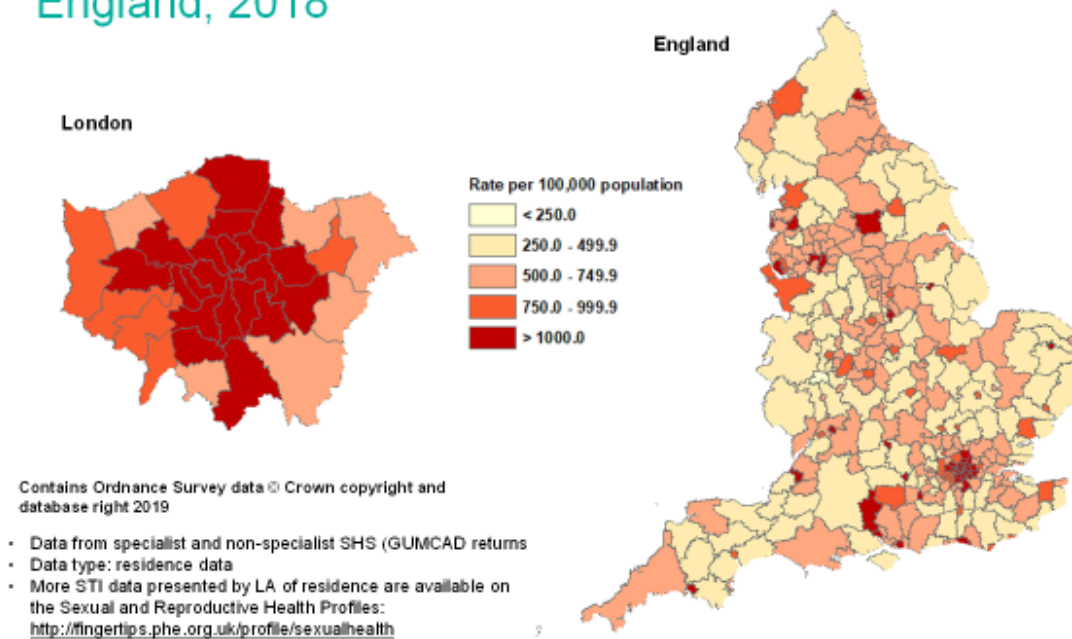 England, 2018
England
London
Rate per 100,000 population
< 250.0
250.0 - 499.9
500.0 - 749.9
750.0 - 999.9
> 1000.0
Contains Ordnance Survey data © Crown copyright and
database right 2019
• Data from specialist and non-specialist SHS (GUMCAD returns
• Data type: residence data
• More STI data presented by LA of residence are available on
the Sexual and Reproductive Health Profiles:
http://fingertips.phe.org.uk/profile/sexualhealth